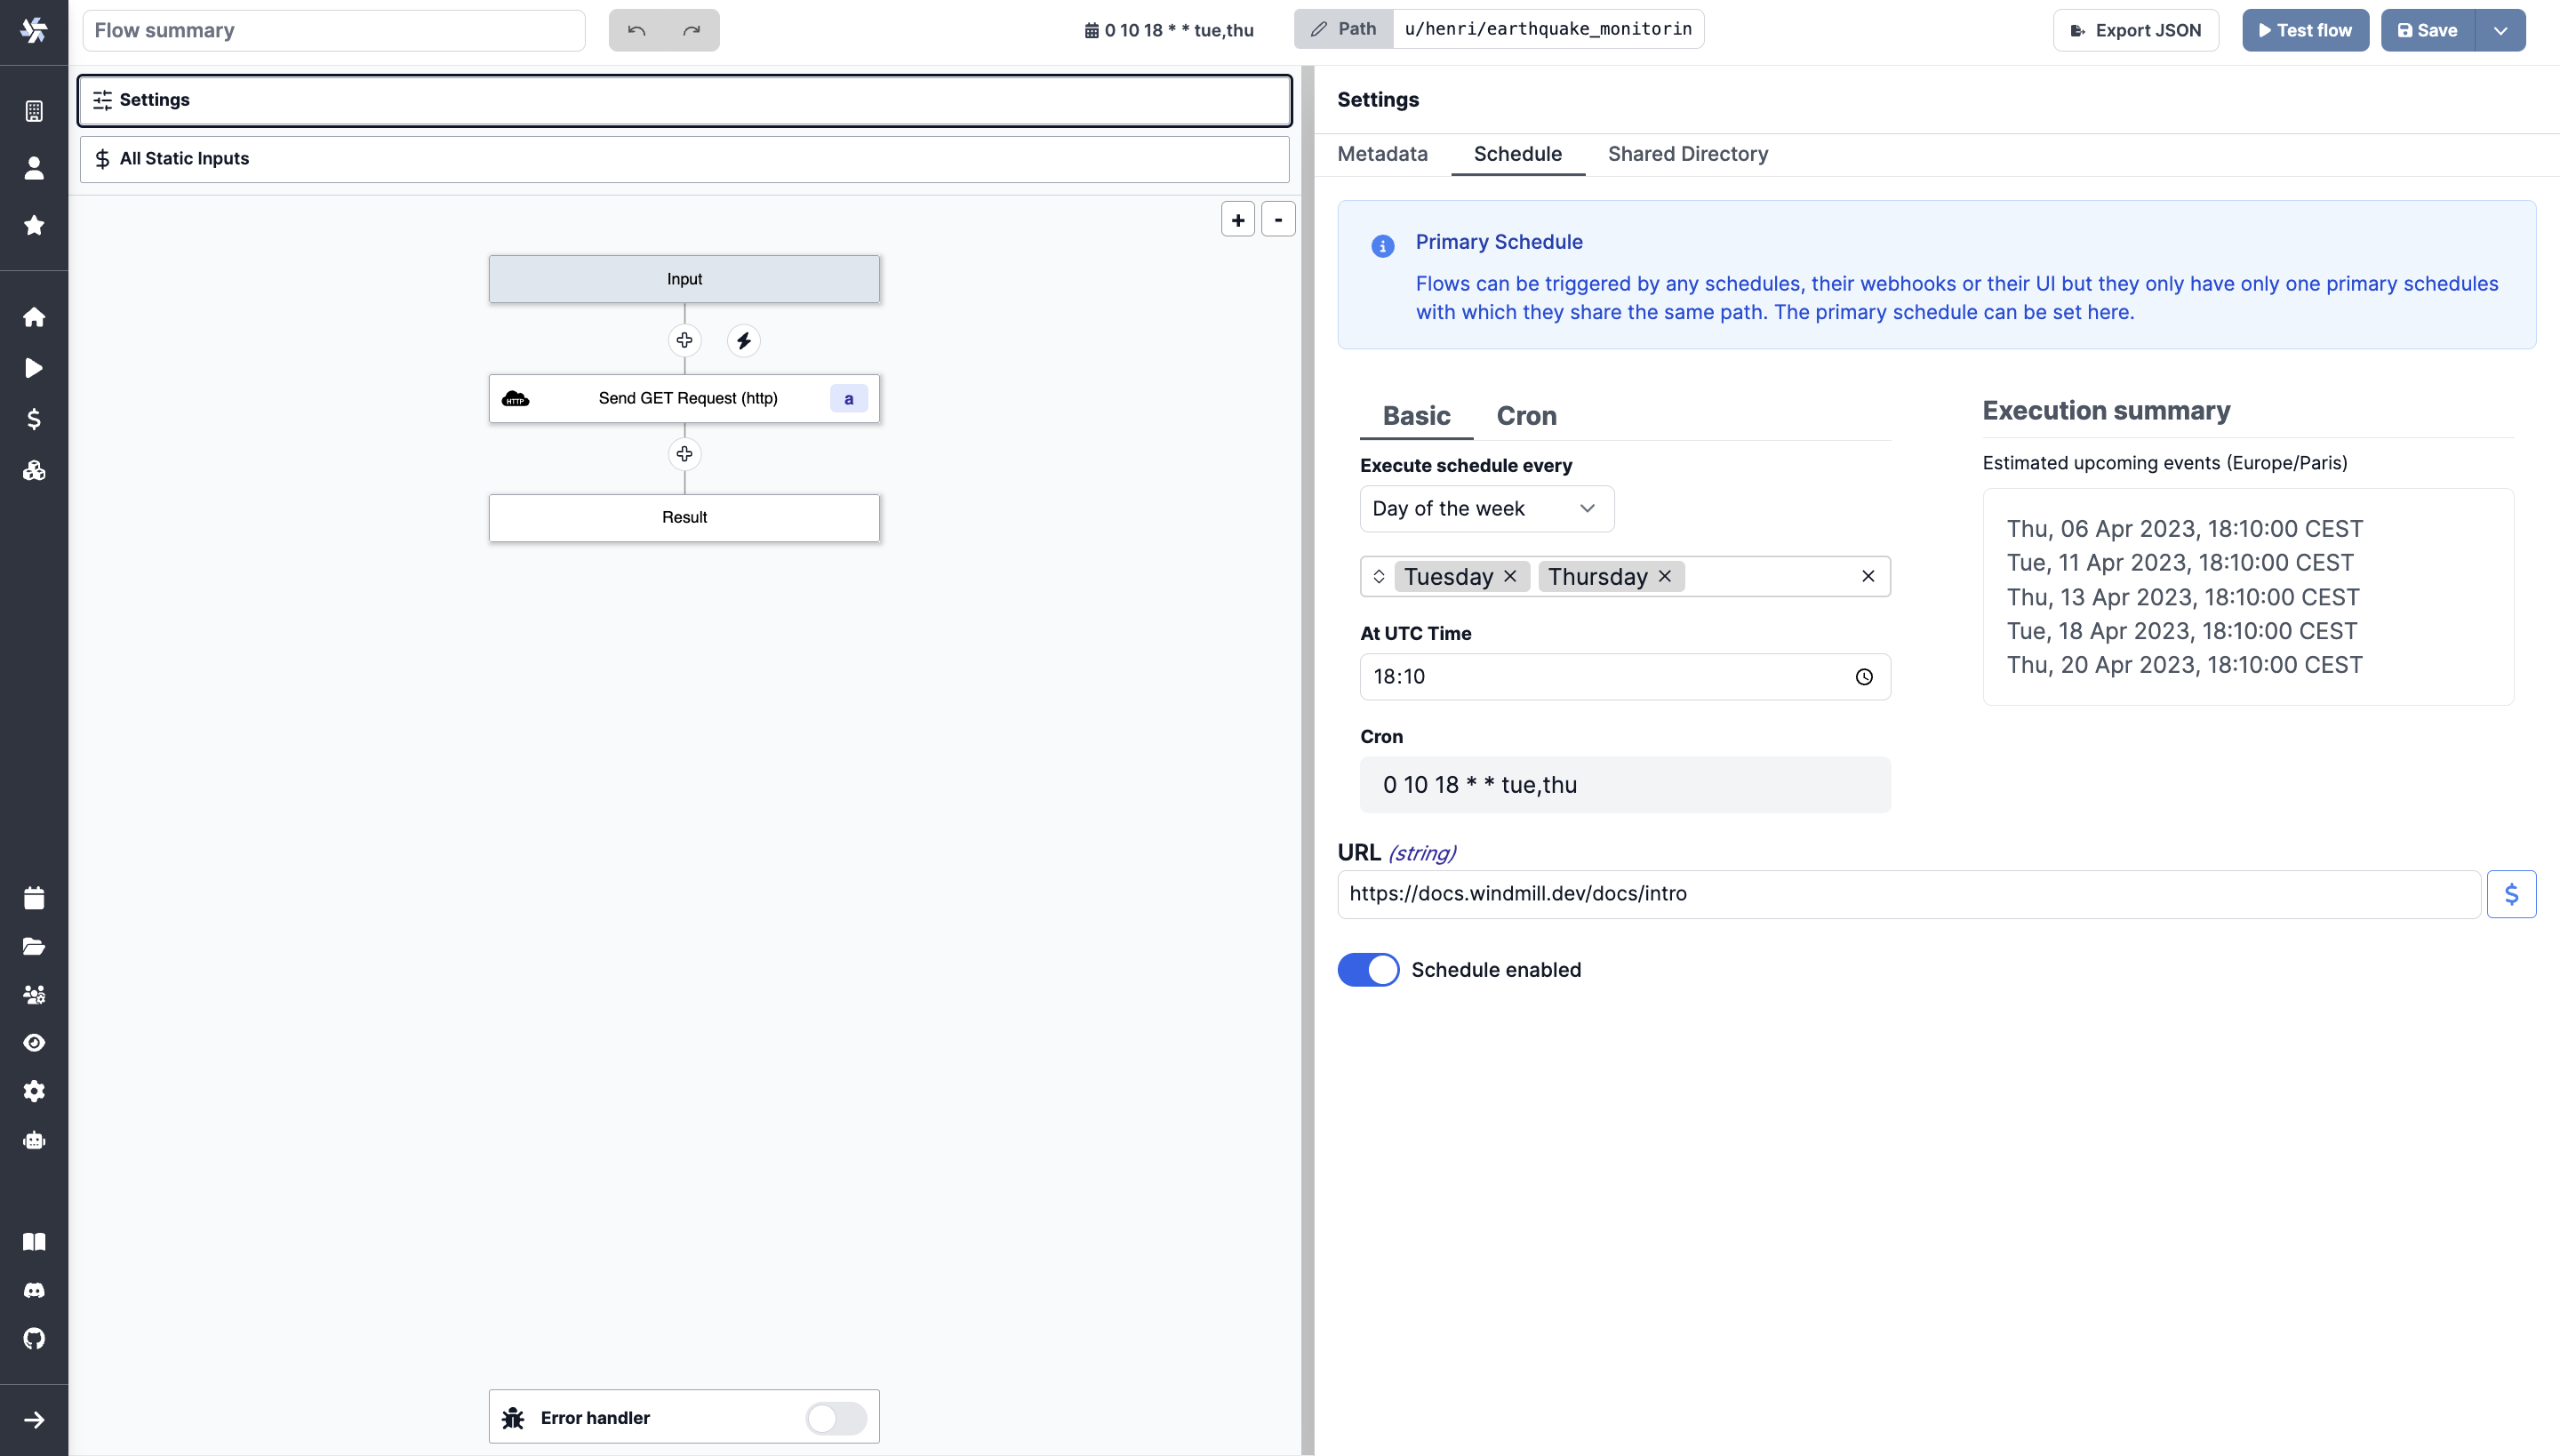 Flow summary
0 10 18 * * tue,thu
Path
u/henri/earthquake_monitorin
Export JSON
Test flow
Save
Settings
All Static Inputs
+
-
Input
HTTP
Send GET Request (http)
a
Result
Error handler
Settings
Metadata
Schedule
Shared Directory
Primary Schedule
Flows can be triggered by any schedules, their webhooks or their UI but they only have only one primary schedules
with which they share the same path. The primary schedule can be set here.
Basic
Cron
Execute schedule every
Day of the week
Tuesday
Thursday
At UTC Time
18:10
Cron
0 10 18 * * tue,thu
Execution summary
Estimated upcoming events (Europe/Paris)
Thu, 06 Apr 2023, 18:10:00 CEST
Tue, 11 Apr 2023, 18:10:00 CEST
Thu, 13 Apr 2023, 18:10:00 CEST
Tue, 18 Apr 2023, 18:10:00 CEST
Thu, 20 Apr 2023, 18:10:00 CEST
URL (string)
https://docs.windmill.dev/docs/intro
$
Schedule enabled